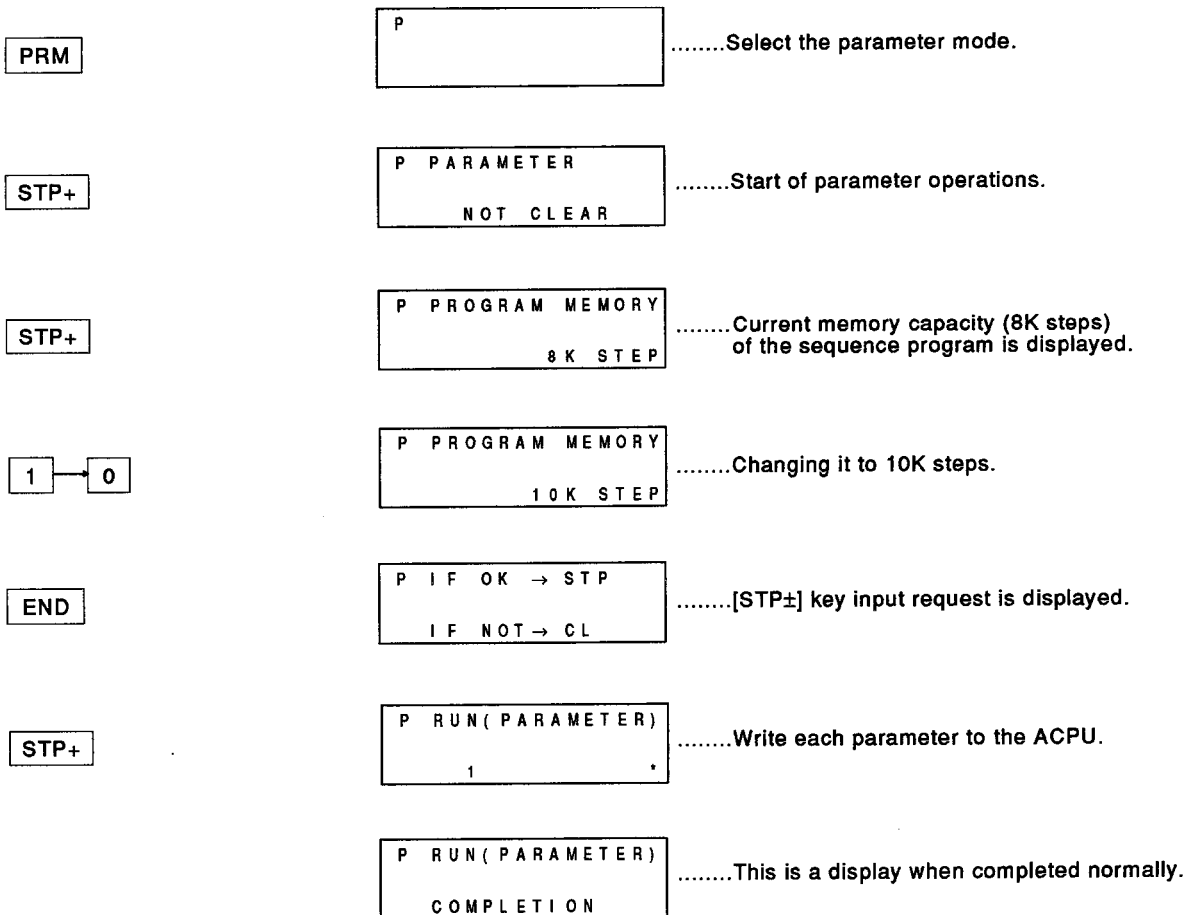 PRM
P
........Select the parameter mode.
STP+
P PARAMETER
NOT CLEAR
........Start of parameter operations.
STP+
P PROGRAM MEMORY
8K STEP
........Current memory capacity (8K steps)
of the sequence program is displayed.
1 → 0
P PROGRAM MEMORY
10K STEP
........Changing it to 10K steps.
END
P IF OK → STP
IF NOT → CL
........[STP±] key input request is displayed.
STP+
P RUN(PARAMETER)
1 *
........Write each parameter to the ACPU.
P RUN(PARAMETER)
COMPLETION
........This is a display when completed normally.